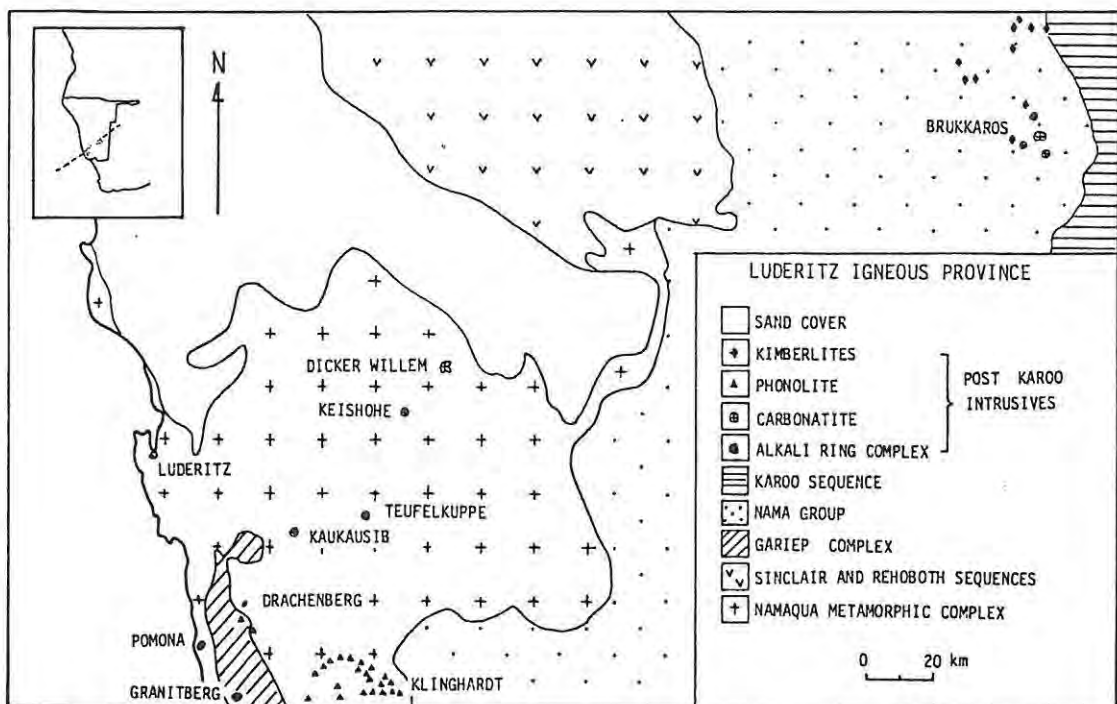 N
BRUKKAROS
DICKER WILLEM
KEISHOHE
LUDERITZ
TEUFELKUPPE
KAUKAUSIB
DRACHENBERG
POMONA
GRANITBERG
KLINGHARDT
LUDERITZ IGNEOUS PROVINCE
SAND COVER
KIMBERLITES
PHONOLITE
CARBONATITE
ALKALI RING COMPLEX
POST KAROO
INTRUSIVES
KAROO SEQUENCE
NAMA GROUP
GARIEP COMPLEX
SINCLAIR AND REHOBOTH SEQUENCES
NAMAQUA METAMORPHIC COMPLEX
0 20 km